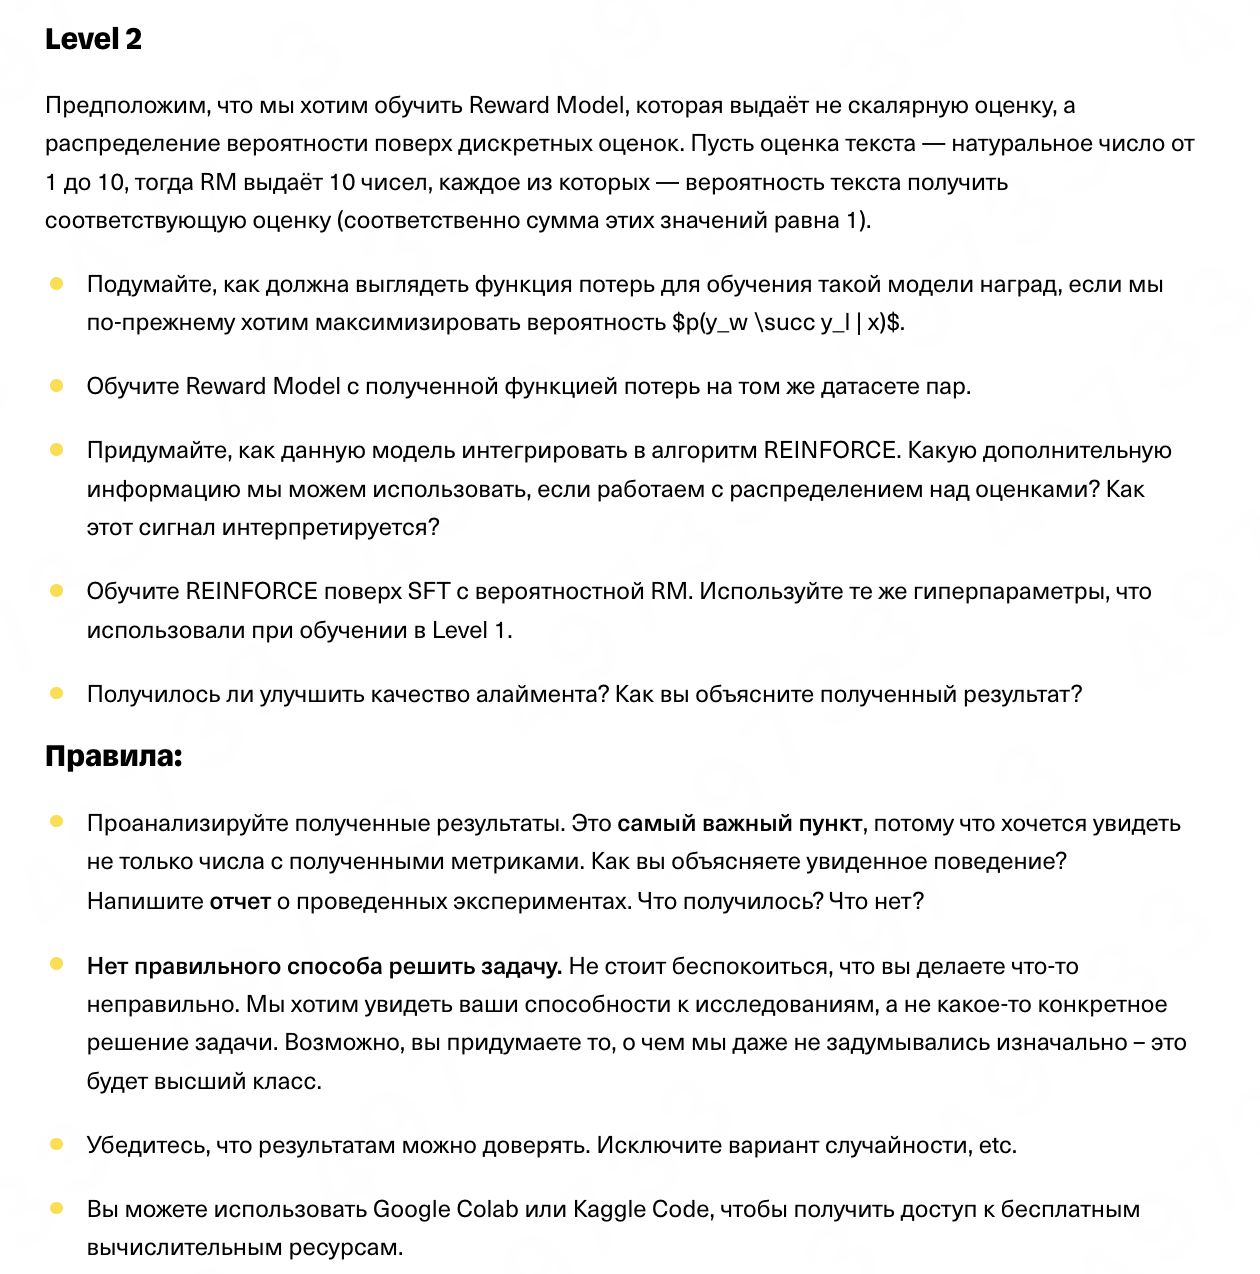 Level 2
Предположим, что мы хотим обучить Reward Model, которая выдаёт не скалярную оценку, а
распределение вероятности поверх дискретных оценок. Пусть оценка текста — натуральное число от
1 до 10, тогда RM выдаёт 10 чисел, каждое из которых — вероятность текста получить
соответствующую оценку (соответственно сумма этих значений равна 1).
Подумайте, как должна выглядеть функция потерь для обучения такой модели наград, если мы
по-прежнему хотим максимизировать вероятность $p(y_w \succ y_l | x)$.
Обучите Reward Model с полученной функцией потерь на том же датасете пар.
Придумайте, как данную модель интегрировать в алгоритм REINFORCE. Какую дополнительную
информацию мы можем использовать, если работаем с распределением над оценками? Как
этот сигнал интерпретируется?
Обучите REINFORCE поверх SFT с вероятностной RM. Используйте те же гиперпараметры, что
использовали при обучении в Level 1.
Получилось ли улучшить качество алаймента? Как вы объясните полученный результат?
Правила:
Проанализируйте полученные результаты. Это самый важный пункт, потому что хочется увидеть
не только числа с полученными метриками. Как вы объясняете увиденное поведение?
Напишите отчет о проведенных экспериментах. Что получилось? Что нет?
Нет правильного способа решить задачу. Не стоит беспокоиться, что вы делаете что-то
неправильно. Мы хотим увидеть ваши способности к исследованиям, а не какое-то конкретное
решение задачи. Возможно, вы придумаете то, о чем мы даже не задумывались изначально – это
будет высший класс.
Убедитесь, что результатам можно доверять. Исключите вариант случайности, etc.
Вы можете использовать Google Colab или Kaggle Code, чтобы получить доступ к бесплатным
вычислительным ресурсам.